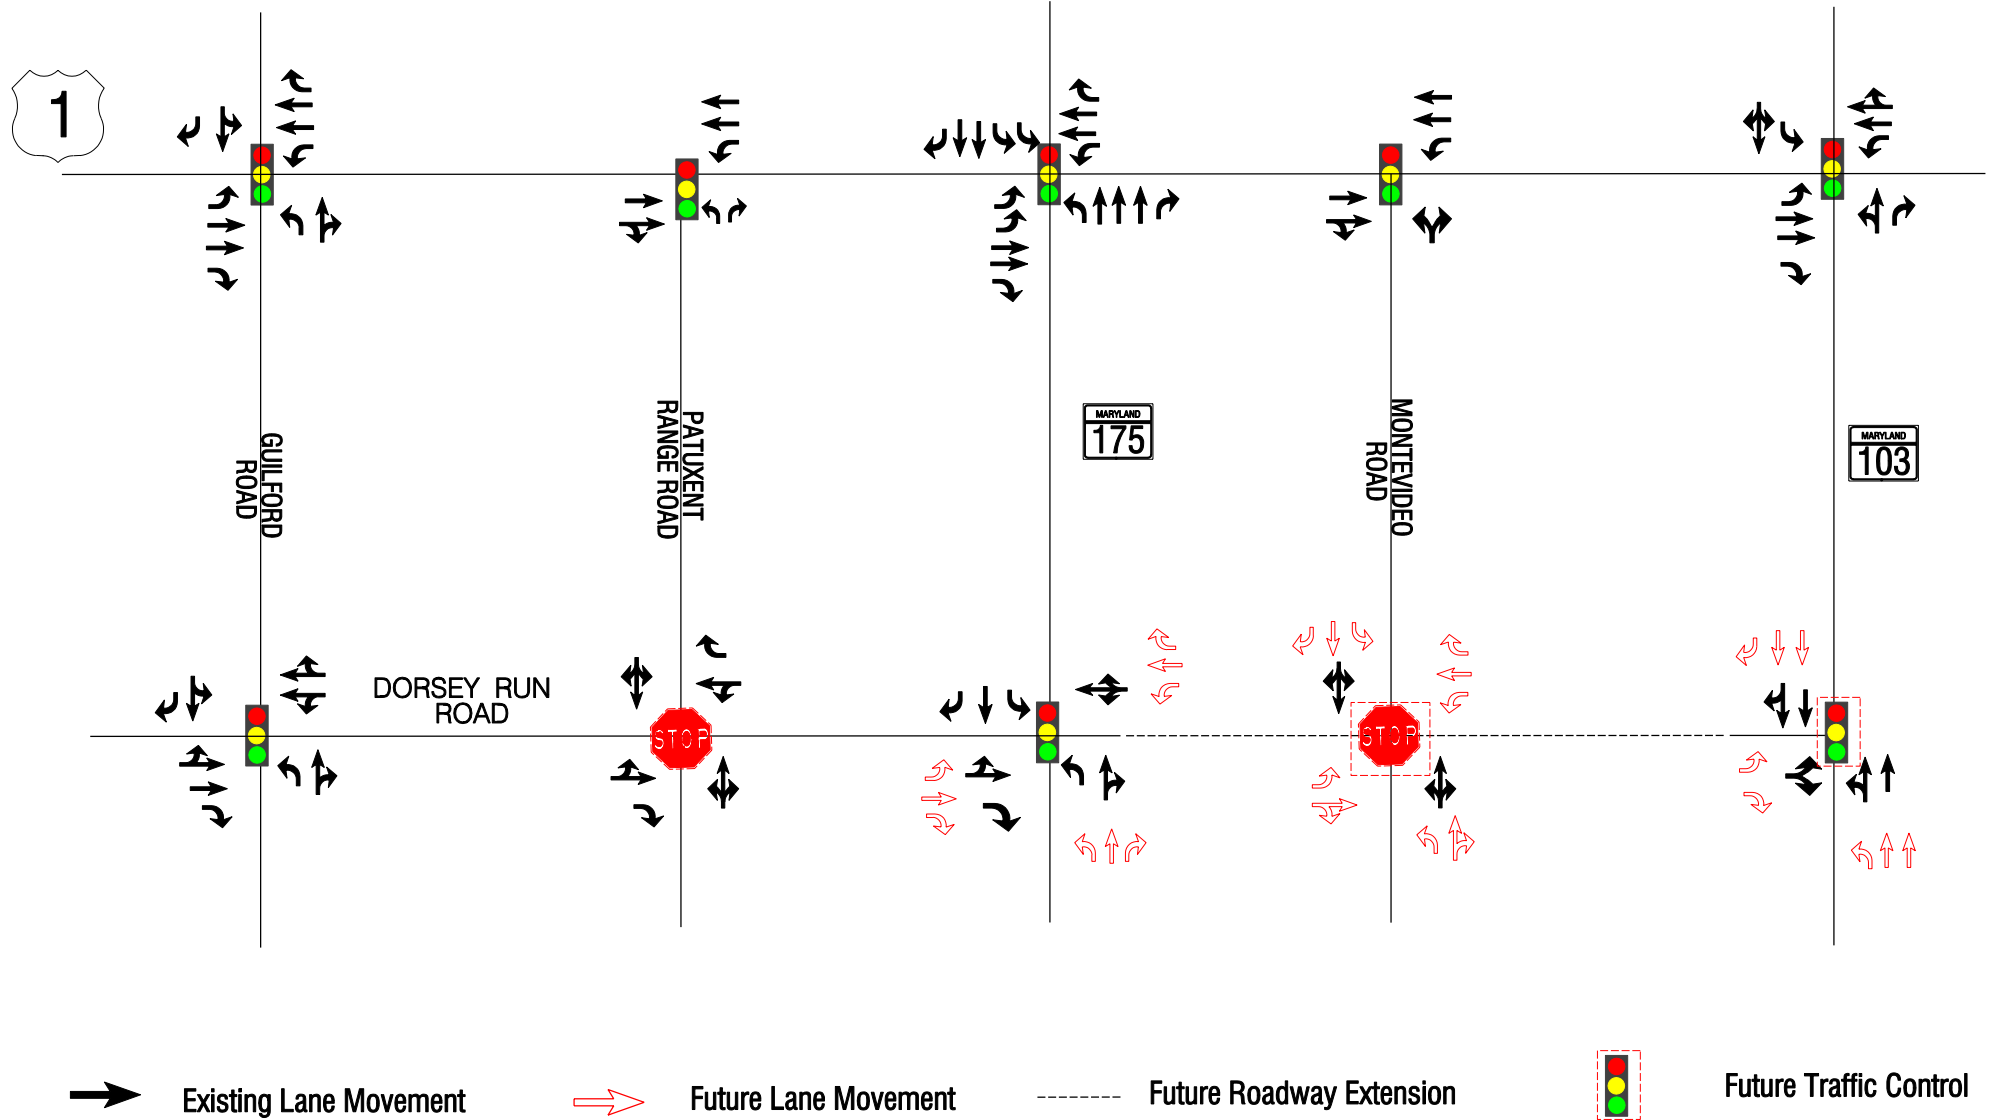 1
MARYLAND
175
MARYLAND
103
GUILFORD
ROAD
PATUXENT
RANGE ROAD
MONTEVIDEO
ROAD
DORSEY RUN
ROAD
STOP
STOP
Existing Lane Movement
Future Lane Movement
Future Roadway Extension
Future Traffic Control